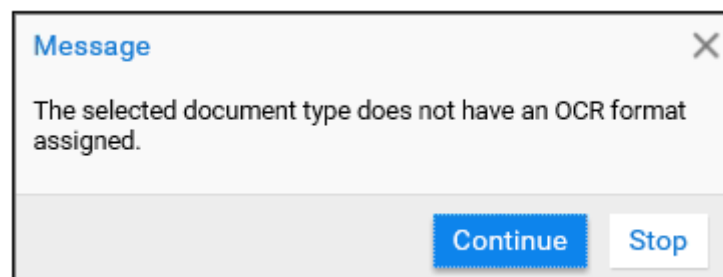 Message
The selected document type does not have an OCR format
assigned.
Continue Stop